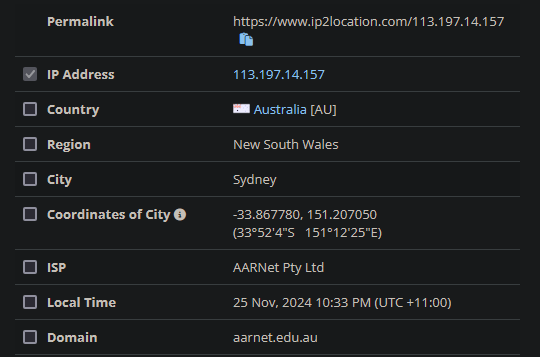 Permalink https://www.ip2location.com/113.197.14.157
IP Address 113.197.14.157
Country Australia [AU]
Region New South Wales
City Sydney
Coordinates of City -33.867780, 151.207050
(33°52'4"S 151°12'25"E)
ISP AARNet Pty Ltd
Local Time 25 Nov, 2024 10:33 PM (UTC +11:00)
Domain aarnet.edu.au